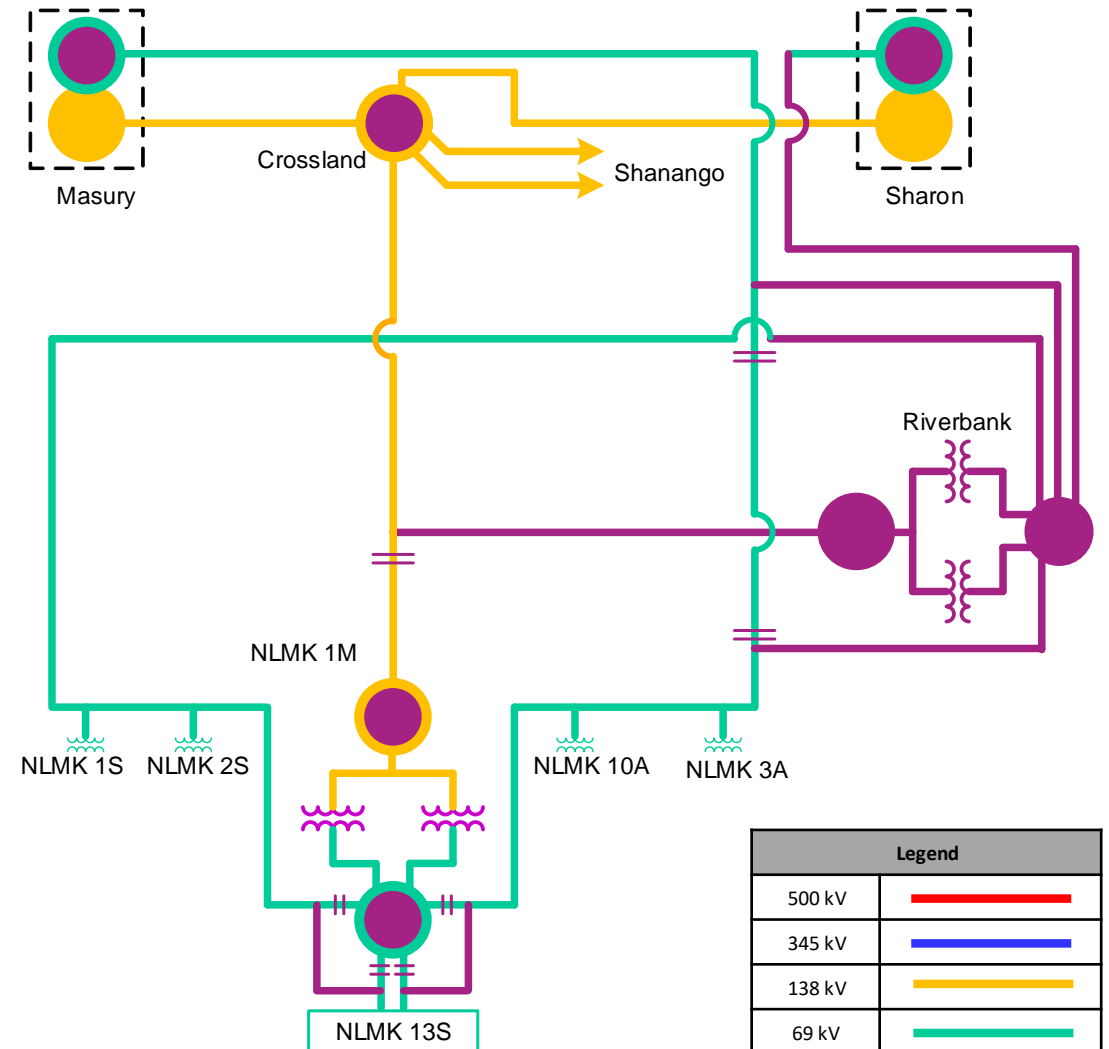 Masury
Crossland
Shanango
Sharon
Riverbank
NLMK 1M
NLMK 1S
NLMK 2S
NLMK 10A
NLMK 3A
NLMK 13S
Legend
500 kV
345 kV
138 kV
69 kV